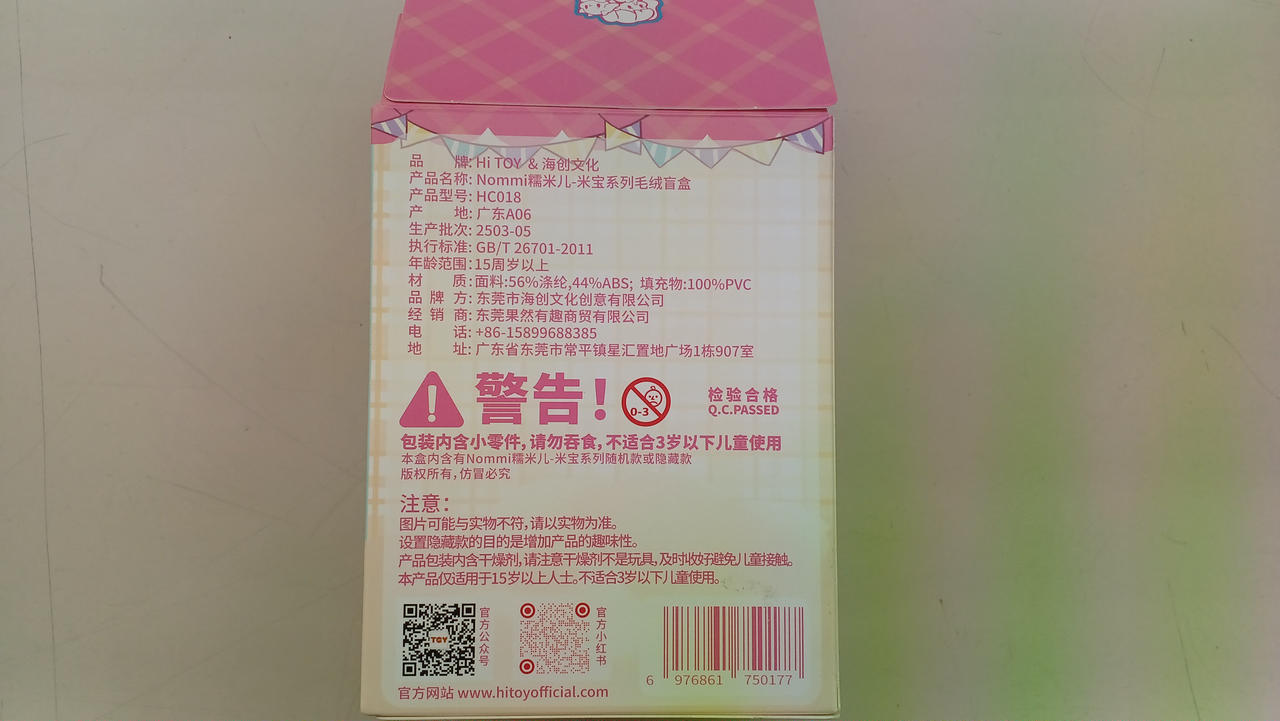 品 牌: Hi TOY & 海创文化
产品名称: Nommi糯米儿-米宝系列毛绒盲盒
产品型号: HC018
产 地: 广东A06
生产批次: 2503-05
执行标准: GB/T 26701-2011
年龄范围: 15周岁以上
材 质: 面料:56%涤纶,44%ABS; 填充物:100%PVC
品 牌 方: 东莞市海创文化创意有限公司
经 销 商: 东莞果然有趣商贸有限公司
电 话: +86-15899688385
地 址: 广东省东莞市常平镇星汇置地广场1栋907室
警告!
0-3
检验合格
Q.C.PASSED
包装内含小零件,请勿吞食,不适合3岁以下儿童使用
本盒内含有Nommi糯米儿-米宝系列随机款或隐藏款
版权所有,仿冒必究
注意:
图片可能与实物不符,请以实物为准。
设置隐藏款的目的是增加产品的趣味性。
产品包装内含干燥剂,请注意干燥剂不是玩具,及时收好避免儿童接触。
本产品仅适用于15岁以上人士。不适合3岁以下儿童使用。
TOY
官方公众号
官方小红书
6 976861 750177
官方网站 www.hitoyofficial.com